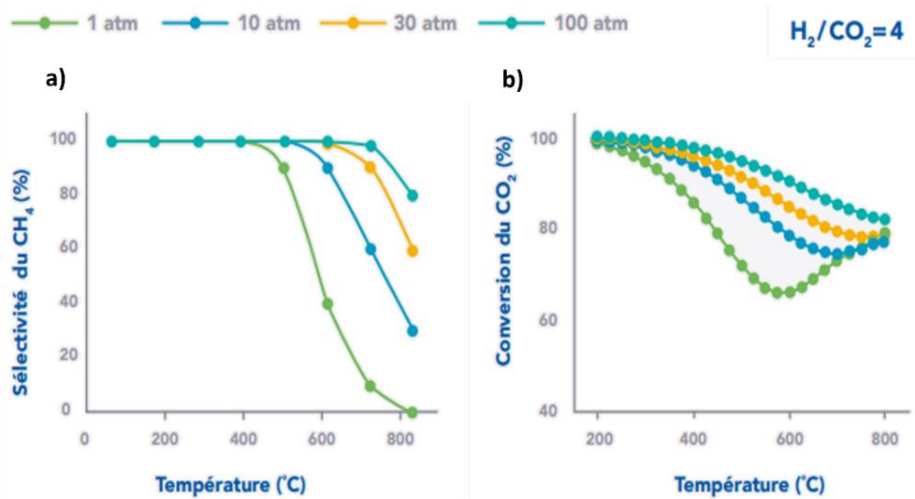 1 atm 10 atm 30 atm 100 atm
H₂/CO₂=4
a)
b)
Sélectivité du CH₄ (%)
100
80
60
40
20
0
0 200 400 600 800
Température (°C)
Conversion du CO₂ (%)
100
80
60
40
200 400 600 800
Température (°C)